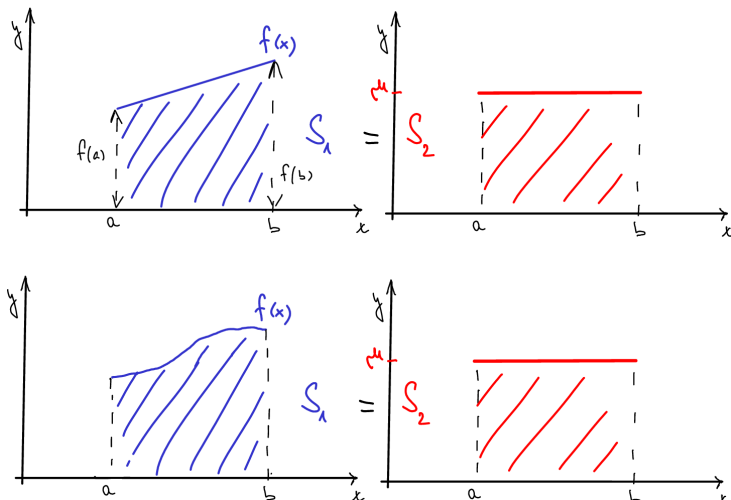 y f(x) y
μ
f(a) S₁ = S₂
f(b)
a b x a b x
y f(x) y
μ
S₁ = S₂
a b x a b x